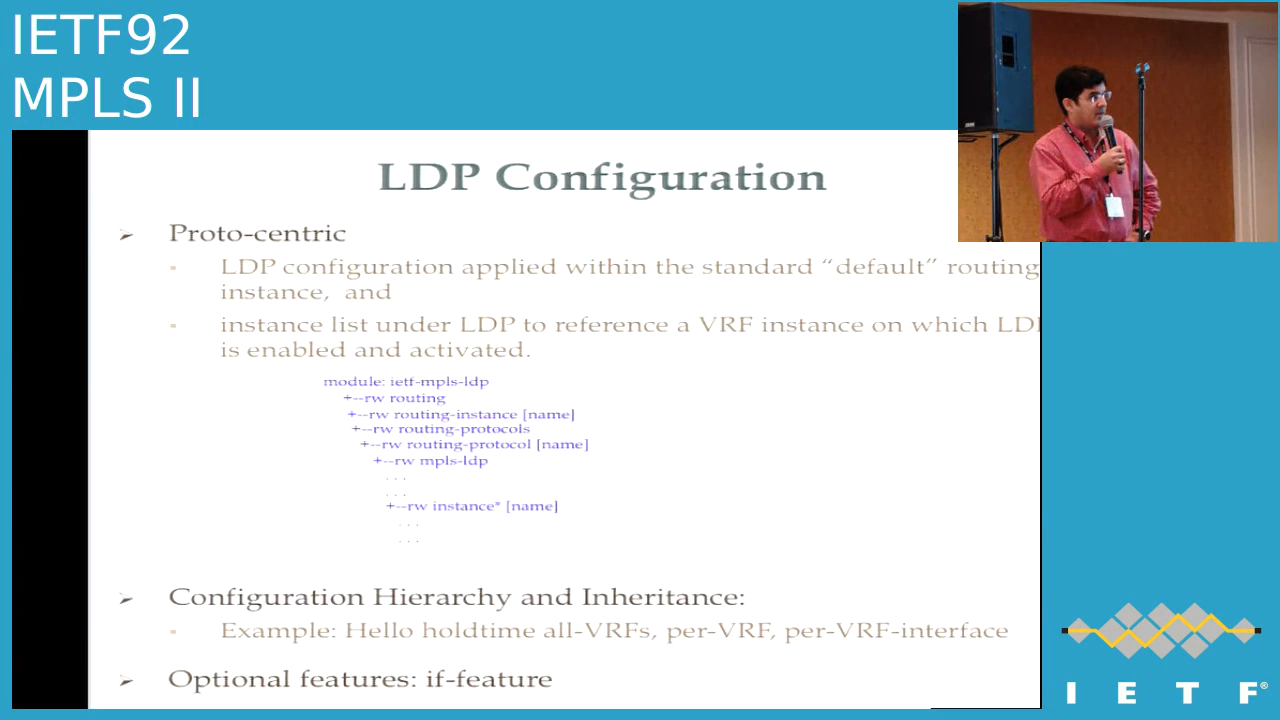 IETF92
MPLS II
LDP Configuration
➢ Proto-centric
▪ LDP configuration applied within the standard “default” routing
instance, and
▪ instance list under LDP to reference a VRF instance on which LDP
is enabled and activated.
module: ietf-mpls-ldp
+--rw routing
+--rw routing-instance [name]
+--rw routing-protocols
+--rw routing-protocol [name]
+--rw mpls-ldp
. . .
. . .
+--rw instance* [name]
. . .
. . .
➢ Configuration Hierarchy and Inheritance:
▪ Example: Hello holdtime all-VRFs, per-VRF, per-VRF-interface
➢ Optional features: if-feature
I E T F®